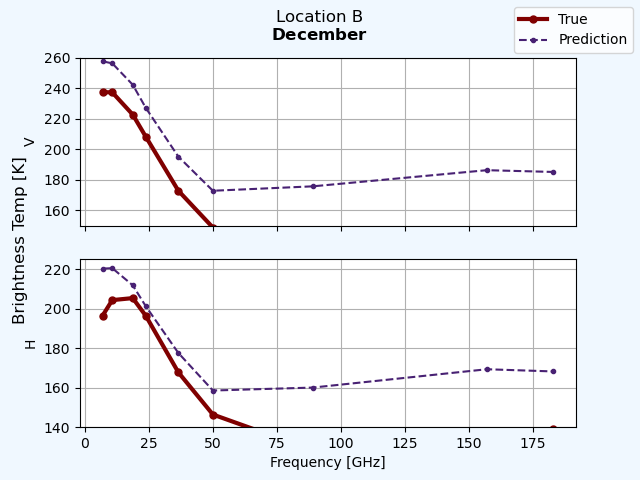 Location B
December
True
Prediction
260
240
220
200
180
160
V
Brightness Temp [K]
220
200
180
160
140
H
0
25
50
75
100
125
150
175
Frequency [GHz]